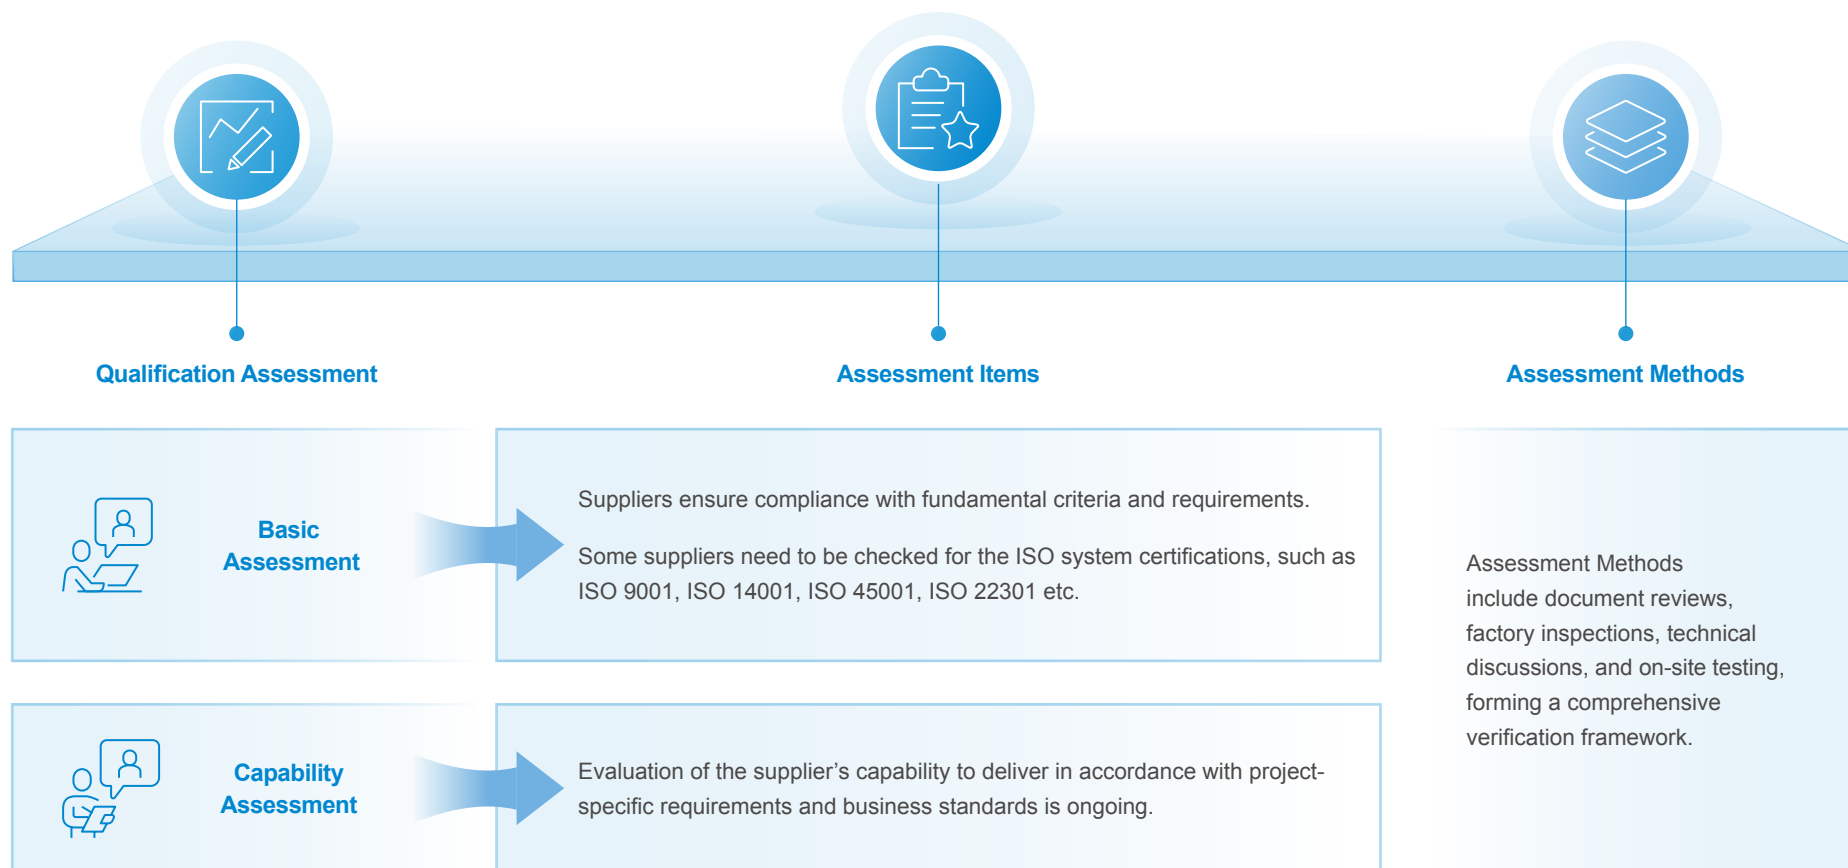 Qualification Assessment
Assessment Items
Assessment Methods
Basic
Assessment
Suppliers ensure compliance with fundamental criteria and requirements.
Some suppliers need to be checked for the ISO system certifications, such as
ISO 9001, ISO 14001, ISO 45001, ISO 22301 etc.
Capability
Assessment
Evaluation of the supplier’s capability to deliver in accordance with project-
specific requirements and business standards is ongoing.
Assessment Methods
include document reviews,
factory inspections, technical
discussions, and on-site testing,
forming a comprehensive
verification framework.